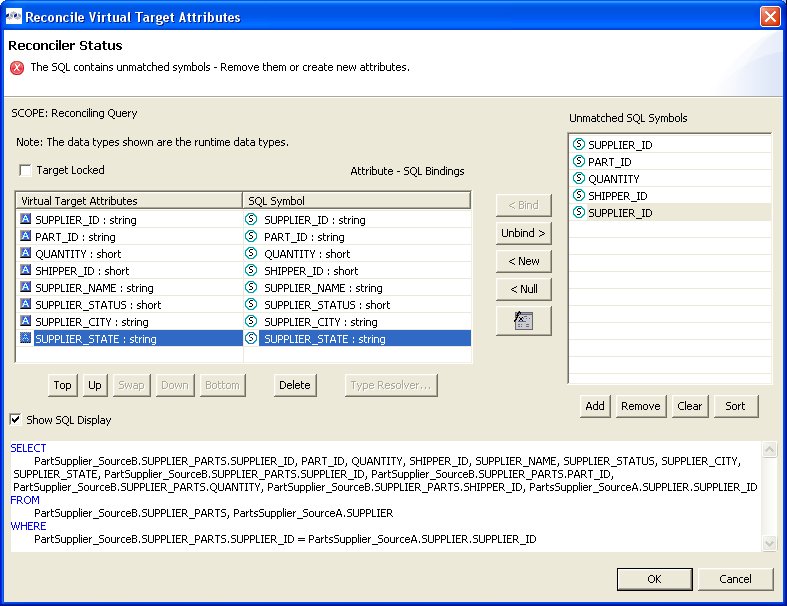 Reconcile Virtual Target Attributes
Reconciler Status
The SQL contains unmatched symbols - Remove them or create new attributes.
SCOPE: Reconciling Query
Note: The data types shown are the runtime data types.
Target Locked
Attribute - SQL Bindings
Virtual Target Attributes SQL Symbol
SUPPLIER_ID : string SUPPLIER_ID : string
PART_ID : string PART_ID : string
QUANTITY : short QUANTITY : short
SHIPPER_ID : short SHIPPER_ID : short
SUPPLIER_NAME : string SUPPLIER_NAME : string
SUPPLIER_STATUS : short SUPPLIER_STATUS : short
SUPPLIER_CITY : string SUPPLIER_CITY : string
SUPPLIER_STATE : string SUPPLIER_STATE : string
Top Up Swap Down Bottom Delete Type Resolver...
< Bind
Unbind >
< New
< Null
Unmatched SQL Symbols
SUPPLIER_ID
PART_ID
QUANTITY
SHIPPER_ID
SUPPLIER_ID
Add Remove Clear Sort
Show SQL Display
SELECT
PartSupplier_SourceB.SUPPLIER_PARTS.SUPPLIER_ID, PART_ID, QUANTITY, SHIPPER_ID, SUPPLIER_NAME, SUPPLIER_STATUS, SUPPLIER_CITY,
SUPPLIER_STATE, PartSupplier_SourceB.SUPPLIER_PARTS.SUPPLIER_ID, PartSupplier_SourceB.SUPPLIER_PARTS.PART_ID,
PartSupplier_SourceB.SUPPLIER_PARTS.QUANTITY, PartSupplier_SourceB.SUPPLIER_PARTS.SHIPPER_ID, PartsSupplier_SourceA.SUPPLIER.SUPPLIER_ID
FROM
PartSupplier_SourceB.SUPPLIER_PARTS, PartsSupplier_SourceA.SUPPLIER
WHERE
PartSupplier_SourceB.SUPPLIER_PARTS.SUPPLIER_ID = PartsSupplier_SourceA.SUPPLIER.SUPPLIER_ID
OK Cancel